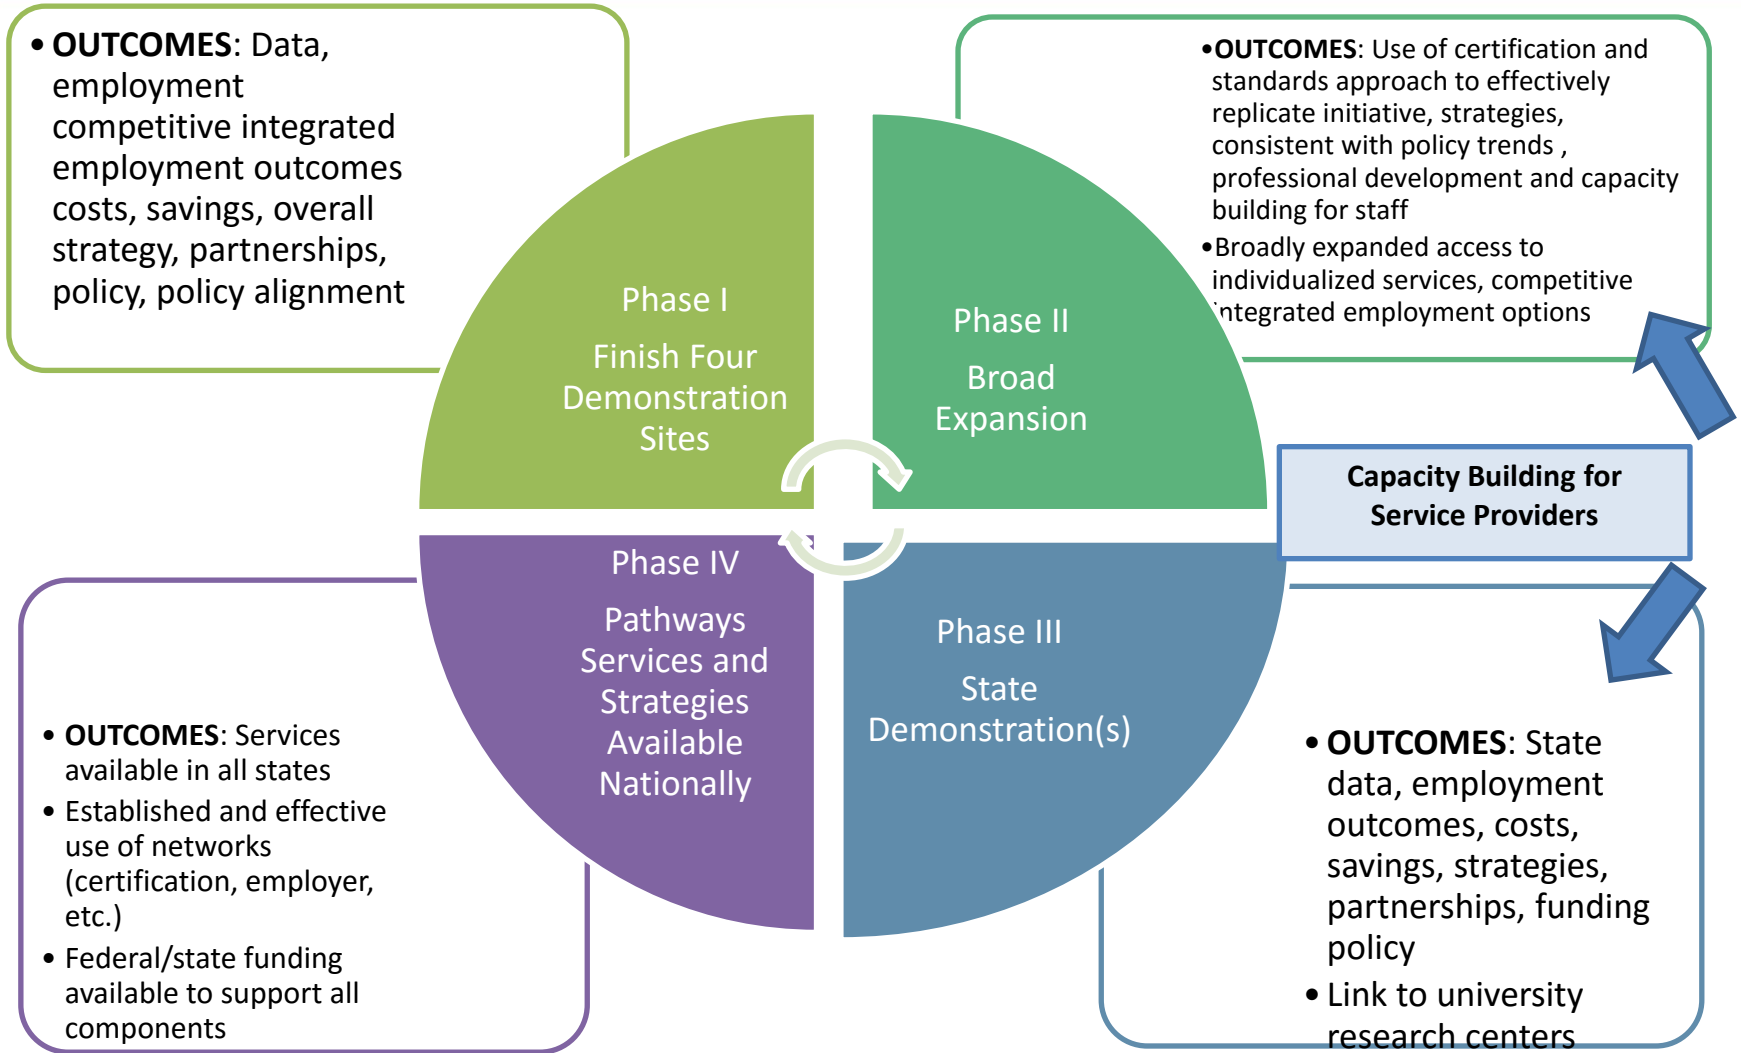 • OUTCOMES: Data,
employment
competitive integrated
employment outcomes
costs, savings, overall
strategy, partnerships,
policy, policy alignment
•OUTCOMES: Use of certification and
standards approach to effectively
replicate initiative, strategies,
consistent with policy trends ,
professional development and capacity
building for staff
•Broadly expanded access to
individualized services, competitive
integrated employment options
Phase I
Finish Four
Demonstration
Sites
Phase II
Broad
Expansion
Capacity Building for
Service Providers
Phase IV
Pathways
Services and
Strategies
Available
Nationally
Phase III
State
Demonstration(s)
• OUTCOMES: Services
available in all states
• Established and effective
use of networks
(certification, employer,
etc.)
• Federal/state funding
available to support all
components
• OUTCOMES: State
data, employment
outcomes, costs,
savings, strategies,
partnerships, funding
policy
• Link to university
research centers